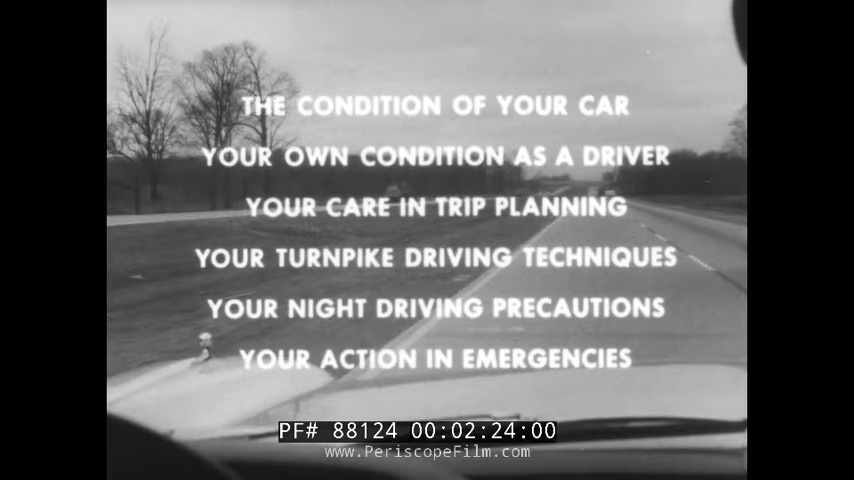 THE CONDITION OF YOUR CAR
YOUR OWN CONDITION AS A DRIVER
YOUR CARE IN TRIP PLANNING
YOUR TURNPIKE DRIVING TECHNIQUES
YOUR NIGHT DRIVING PRECAUTIONS
YOUR ACTION IN EMERGENCIES
PF# 88124 00:02:24:00
www.PeriscopeFilm.com